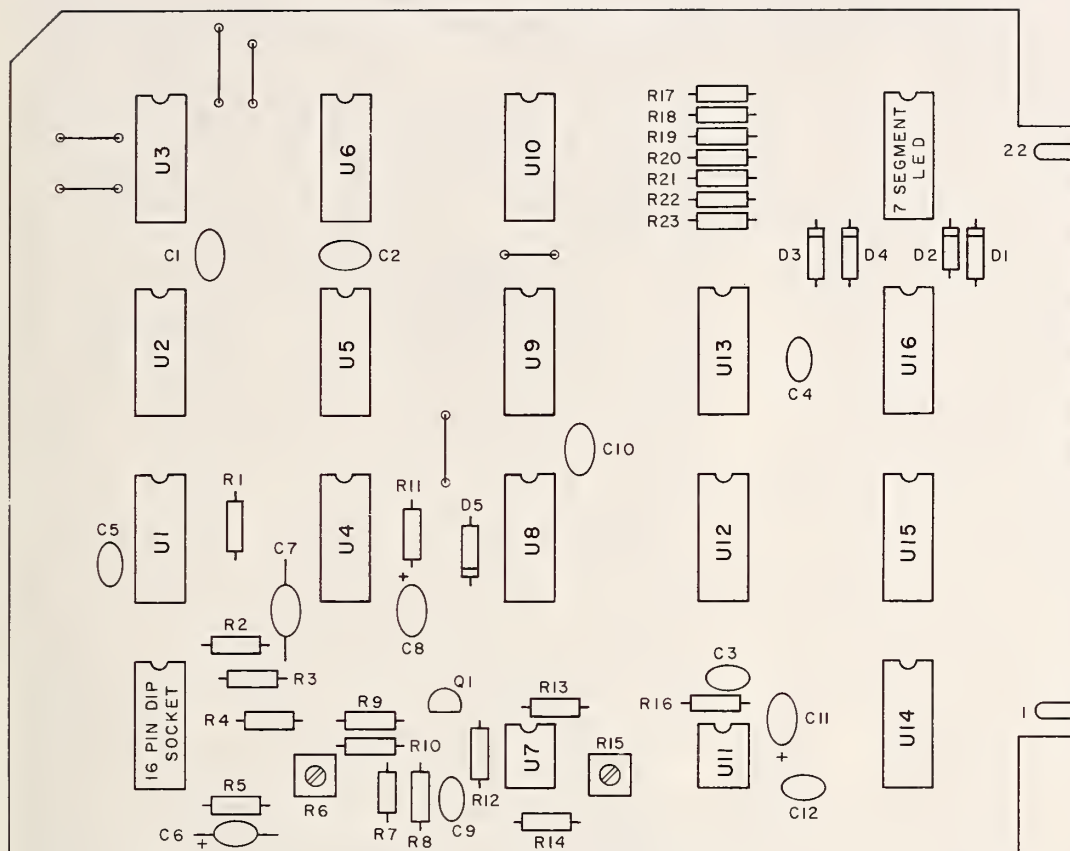 R17
R18
R19
R20
R21
R22
R23
U3
U6
U10
7 SEGMENT
LED
22
C1
C2
D3
D4
D2
D1
U2
U5
U9
U13
C4
U16
C10
R1
R11
D5
C5
U1
C7
U4
U8
U12
U15
+
C8
R2
R3
C3
Q1
R13
R16
R4
R9
C11
1
16 PIN DIP
SOCKET
R10
U7
R15
U11
U14
+
R5
R6
R12
C12
C6
+
R7
R8
C9
R14